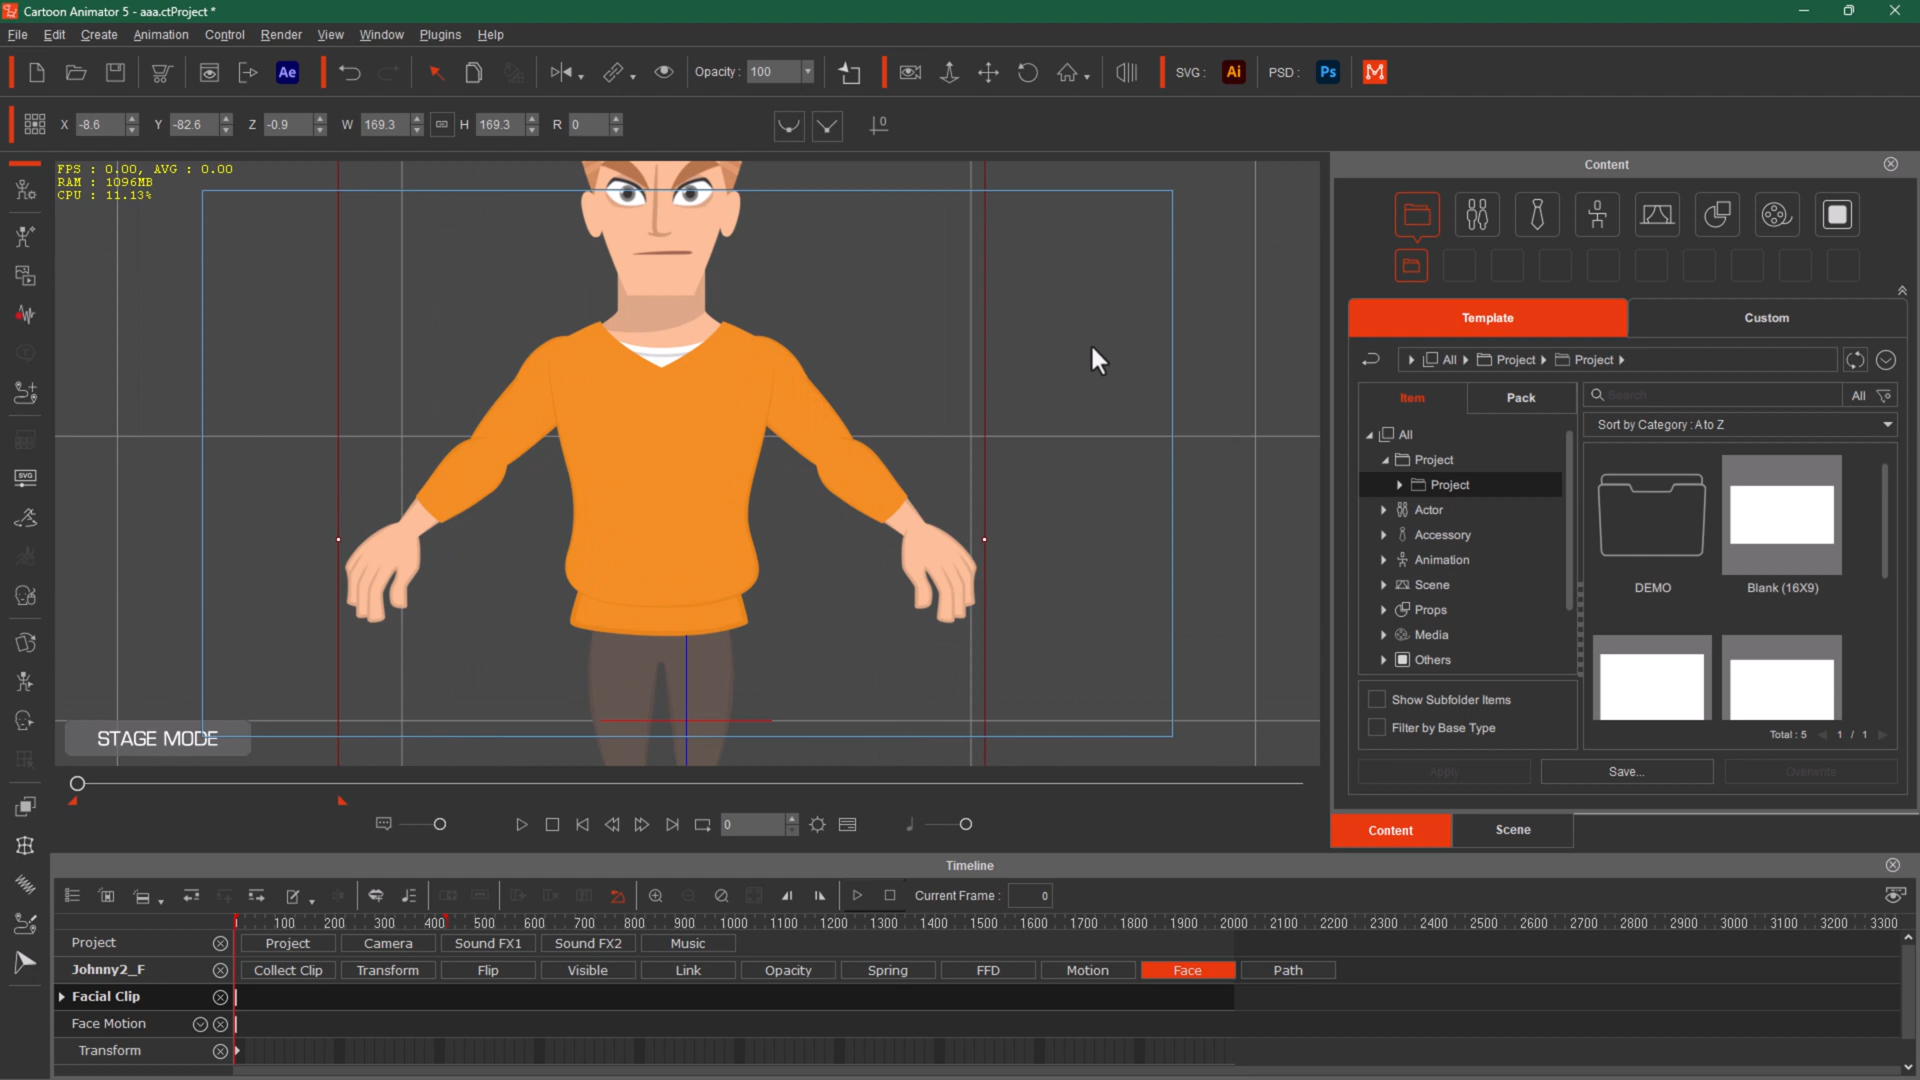 Cartoon Animator 5 - aaa.ctProject *
File Edit Create Animation Control Render View Window Plugins Help
Ae
Opacity : 100
SVG : Ai PSD : Ps
X -8.6 Y -82.6 Z -0.9 W 169.3 H 169.3 R 0
FPS : 0.00, AVG : 0.00
RAM : 1096MB
CPU : 11.13%
STAGE MODE
0
Content
Template Custom
All Project Project
Item Pack
Search All
Sort by Category : A to Z
All
Project
Project
Actor
Accessory
Animation
Scene
Props
Media
Others
DEMO Blank (16X9)
Show Subfolder Items
Filter by Base Type
Total : 5 1 / 1
Apply Save... Overwrite
Content Scene
SVG
Timeline
Current Frame : 0
100 200 300 400 500 600 700 800 900 1000 1100 1200 1300 1400 1500 1600 1700 1800 1900 2000 2100 2200 2300 2400 2500 2600 2700 2800 2900 3000 3100 3200 3300
Project Project Camera Sound FX1 Sound FX2 Music
Johnny2_F Collect Clip Transform Flip Visible Link Opacity Spring FFD Motion Face Path
Facial Clip
Face Motion
Transform